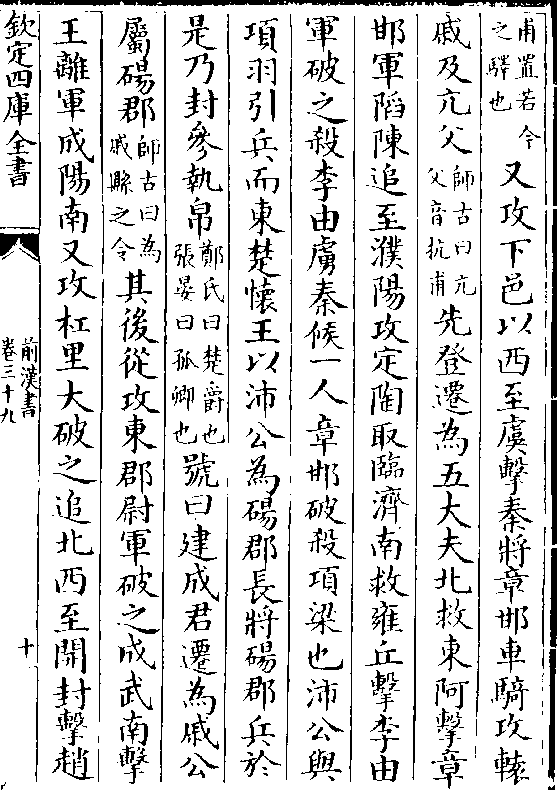 甫置若今
之驛也
又攻下邑以西至虞擊秦將章邯車騎攻轅
戚及亢父
師古曰亢
父音抗甫
先登遷為五大夫北救東阿擊章
邯軍陷陳追至濮陽攻定陶取臨濟南救雍丘擊李由
軍破之殺李由虜秦候一人章邯破殺項梁也沛公與
項羽引兵而東楚懷王以沛公為碭郡長將碭郡兵於
是乃封參執帛
鄭氏曰楚爵也
張晏曰孤卿也
號曰建成君遷為戚公
屬碭郡
師古曰為
戚縣之令
其後從攻東郡尉軍破之成武南擊
王離軍成陽南又攻杠里大破之追北西至開封擊趙
欽定四庫全書
前漢書
卷三十九
十